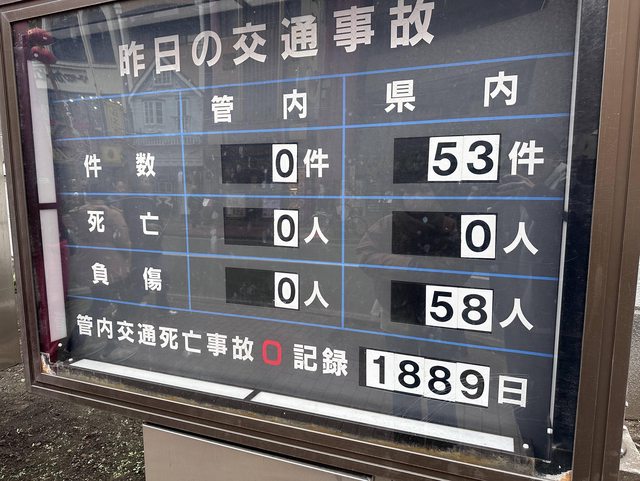 昨日の交通事故
管内 県内
件数 0件 53件
死亡 0人 0人
負傷 0人 58人
管内交通死亡事故0記録 1889日